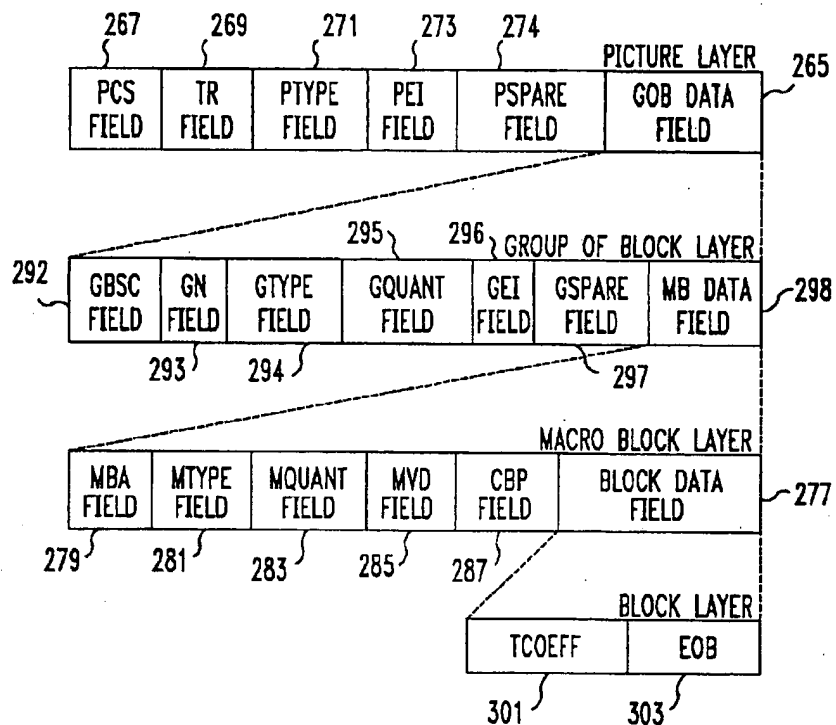 267 269 271 273 274
PICTURE LAYER
265
PCS FIELD TR FIELD PTYPE FIELD PEI FIELD PSPARE FIELD GOB DATA FIELD
295 296
GROUP OF BLOCK LAYER
292 298
GBSC FIELD GN FIELD GTYPE FIELD GQUANT FIELD GEI FIELD GSPARE FIELD MB DATA FIELD
293 294 297
MACRO BLOCK LAYER
MBA FIELD MTYPE FIELD MQUANT FIELD MVD FIELD CBP FIELD BLOCK DATA FIELD
277
279 281 283 285 287
BLOCK LAYER
TCOEFF EOB
301 303